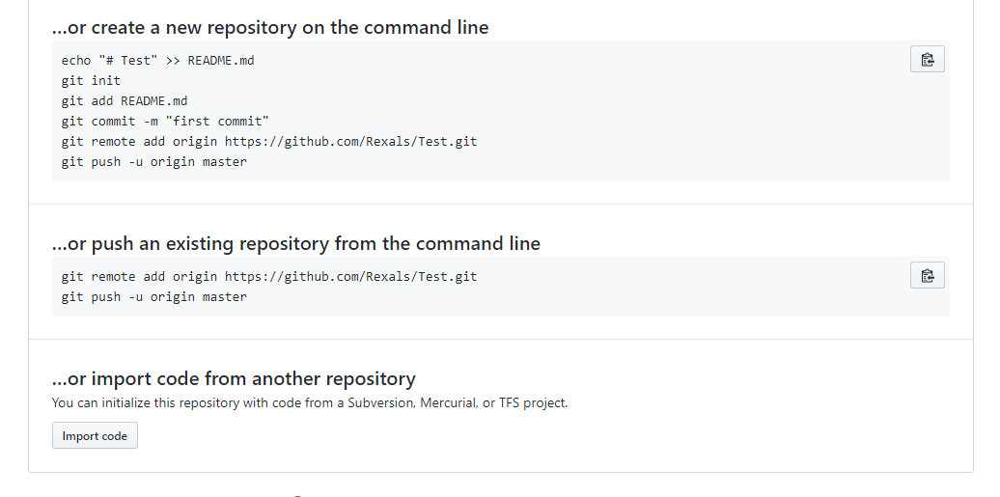 ...or create a new repository on the command line
echo "# Test" >> README.md
git init
git add README.md
git commit -m "first commit"
git remote add origin https://github.com/Rexals/Test.git
git push -u origin master
...or push an existing repository from the command line
git remote add origin https://github.com/Rexals/Test.git
git push -u origin master
...or import code from another repository
You can initialize this repository with code from a Subversion, Mercurial, or TFS project.
Import code